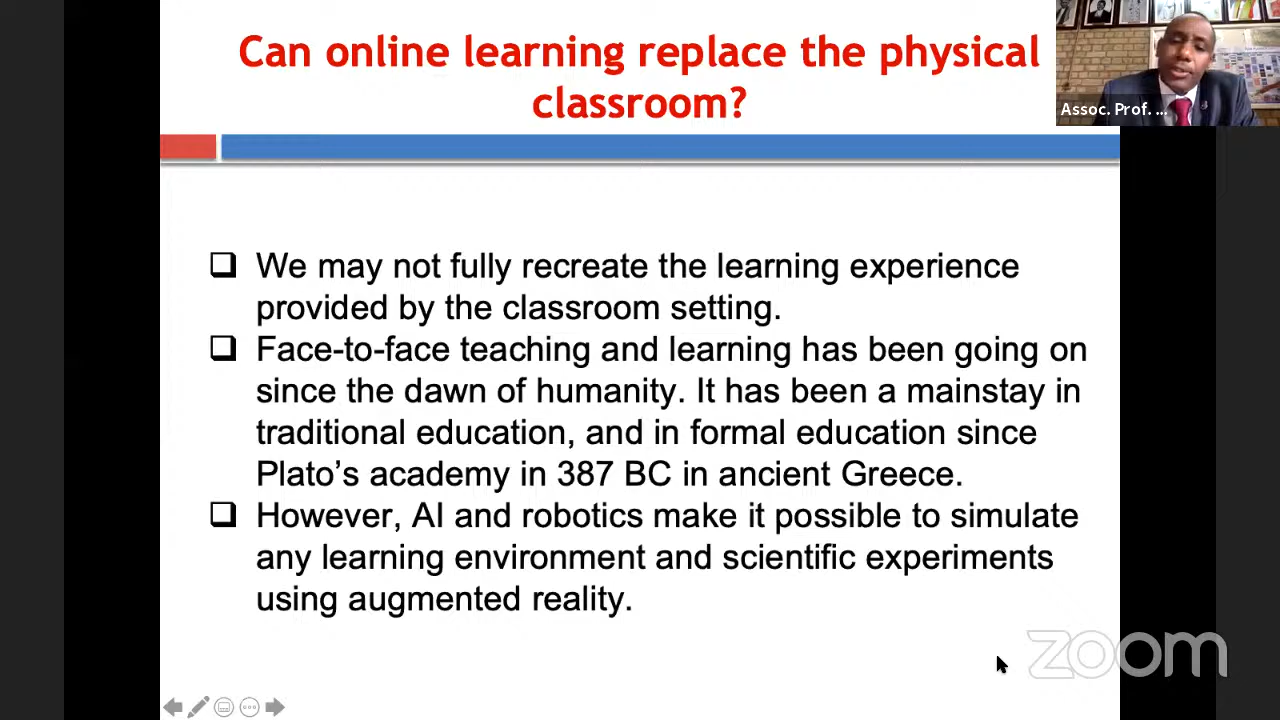 Can online learning replace the physical
classroom?
Assoc. Prof. ...
We may not fully recreate the learning experience
provided by the classroom setting.
Face-to-face teaching and learning has been going on
since the dawn of humanity. It has been a mainstay in
traditional education, and in formal education since
Plato's academy in 387 BC in ancient Greece.
However, AI and robotics make it possible to simulate
any learning environment and scientific experiments
using augmented reality.
zoom